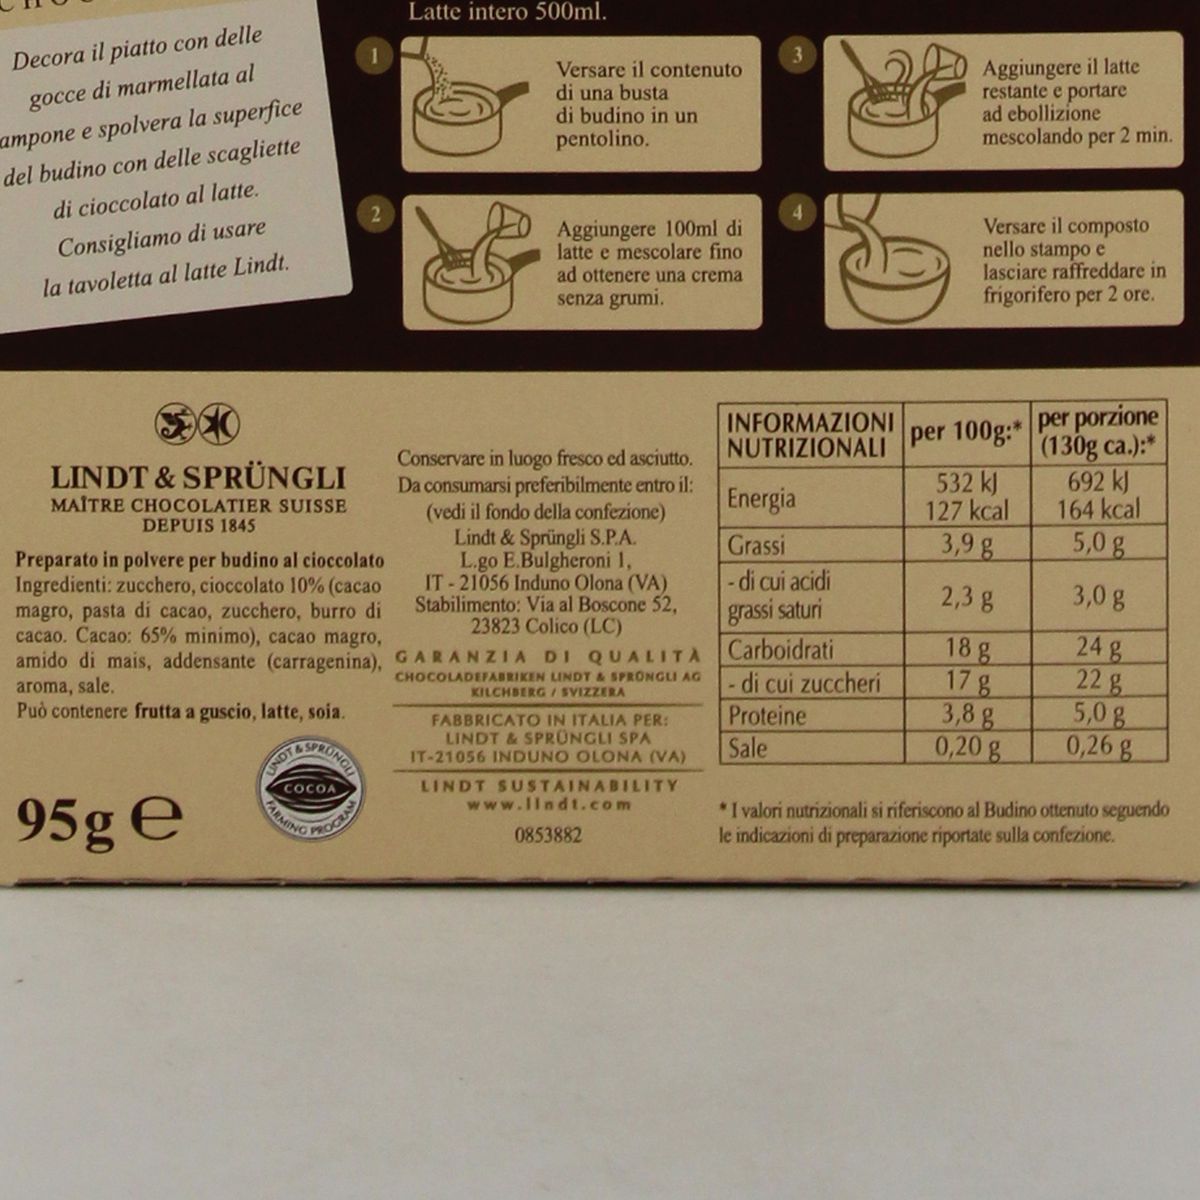 Decora il piatto con delle
gocce di marmellata al
ampone e spolvera la superfice
del budino con delle scagliette
di cioccolato al latte.
Consigliamo di usare
la tavoletta al latte Lindt.
Latte intero 500ml.
1
Versare il contenuto
di una busta
di budino in un
pentolino.
2
Aggiungere 100ml di
latte e mescolare fino
ad ottenere una crema
senza grumi.
3
Aggiungere il latte
restante e portare
ad ebollizione
mescolando per 2 min.
4
Versare il composto
nello stampo e
lasciare raffreddare in
frigorifero per 2 ore.
LINDT & SPRÜNGLI
MAÎTRE CHOCOLATIER SUISSE
DEPUIS 1845
Preparato in polvere per budino al cioccolato
Ingredienti: zucchero, cioccolato 10% (cacao
magro, pasta di cacao, zucchero, burro di
cacao. Cacao: 65% minimo), cacao magro,
amido di mais, addensante (carragenina),
aroma, sale.
Può contenere frutta a guscio, latte, soia.
95g e
LINDT & SPRÜNGLI
COCOA
FARMING PROGRAM
Conservare in luogo fresco ed asciutto.
Da consumarsi preferibilmente entro il:
(vedi il fondo della confezione)
Lindt & Sprüngli S.P.A.
L.go E.Bulgheroni 1,
IT - 21056 Induno Olona (VA)
Stabilimento: Via al Boscone 52,
23823 Colico (LC)
GARANZIA DI QUALITÀ
CHOCOLADEFABRIKEN LINDT & SPRÜNGLI AG
KILCHBERG / SVIZZERA
FABBRICATO IN ITALIA PER:
LINDT & SPRÜNGLI SPA
IT-21056 INDUNO OLONA (VA)
LINDT SUSTAINABILITY
www.lindt.com
0853882
INFORMAZIONI NUTRIZIONALI per 100g:* per porzione (130g ca.):*
Energia 532 kJ 127 kcal 692 kJ 164 kcal
Grassi 3,9 g 5,0 g
- di cui acidi grassi saturi 2,3 g 3,0 g
Carboidrati 18 g 24 g
- di cui zuccheri 17 g 22 g
Proteine 3,8 g 5,0 g
Sale 0,20 g 0,26 g
* I valori nutrizionali si riferiscono al Budino ottenuto seguendo
le indicazioni di preparazione riportate sulla confezione.